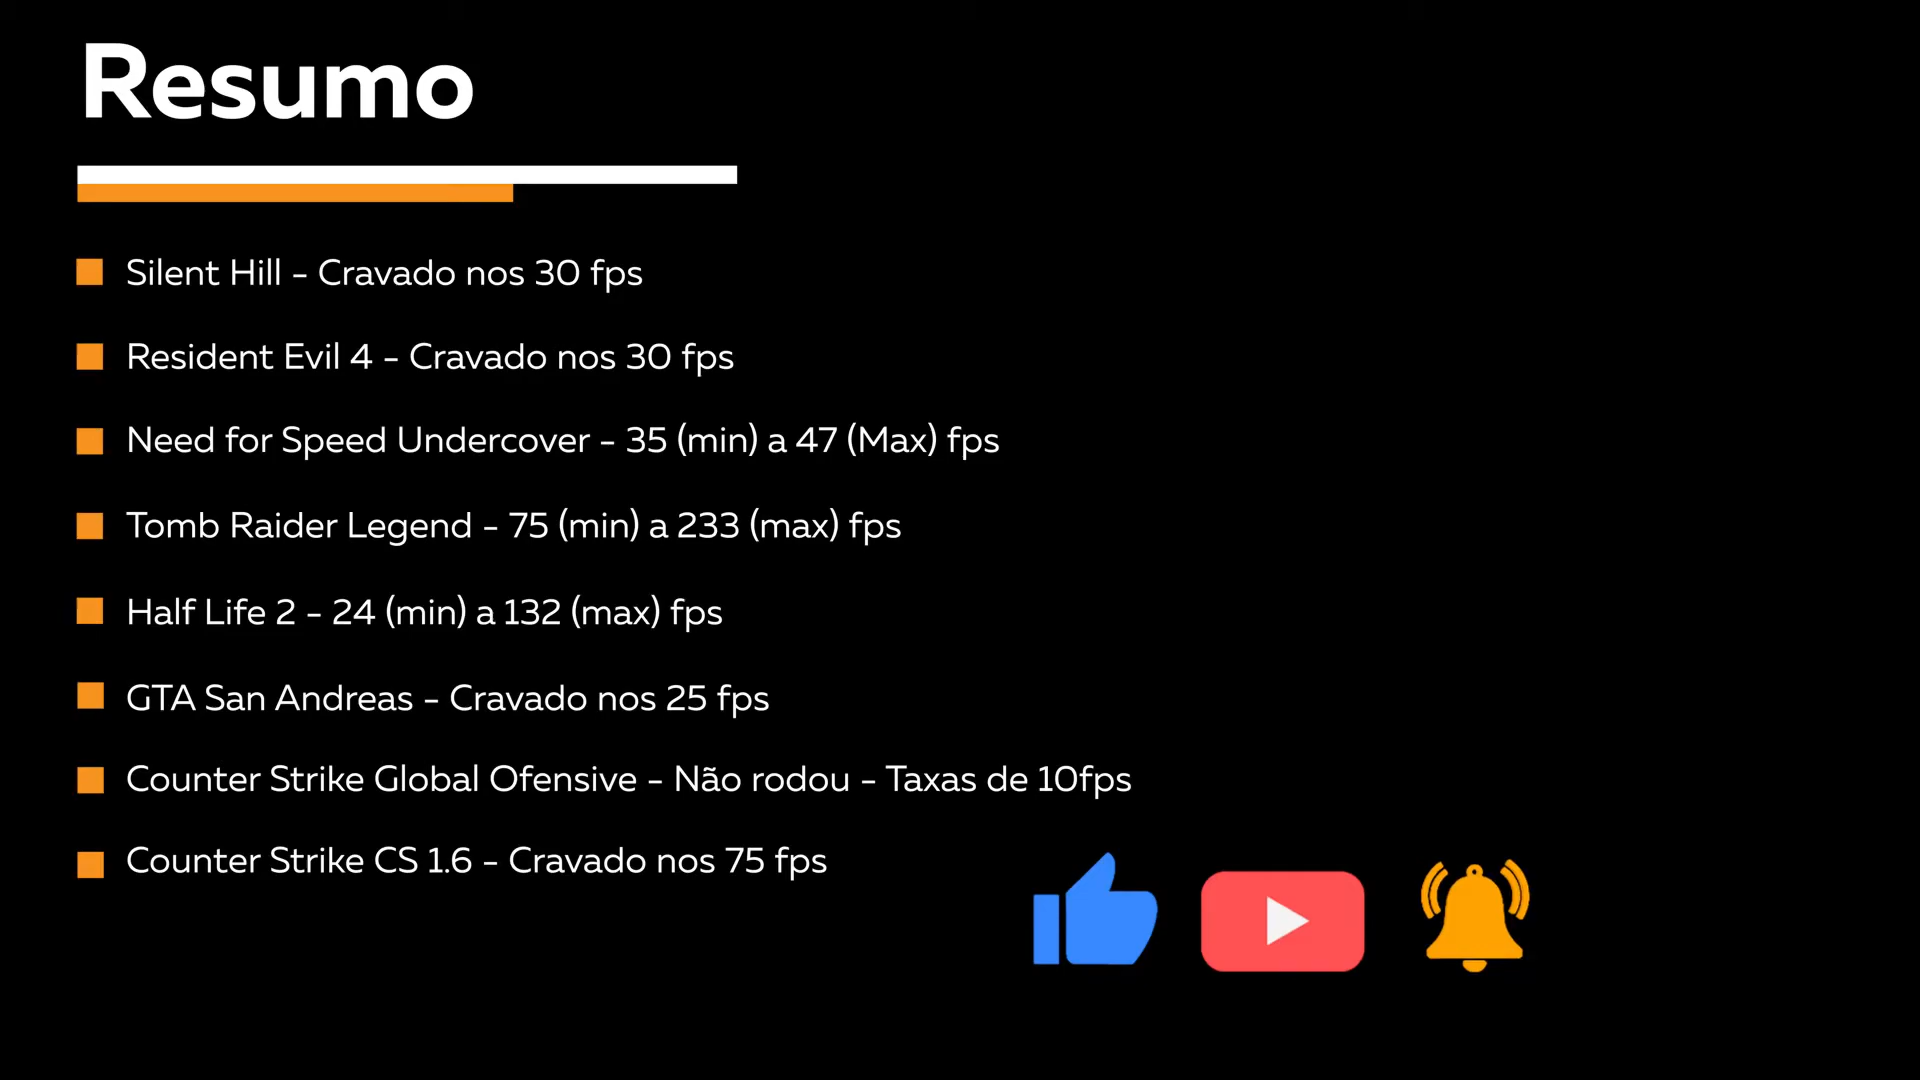 Resumo
Silent Hill - Cravado nos 30 fps
Resident Evil 4 - Cravado nos 30 fps
Need for Speed Undercover - 35 (min) a 47 (Max) fps
Tomb Raider Legend - 75 (min) a 233 (max) fps
Half Life 2 - 24 (min) a 132 (max) fps
GTA San Andreas - Cravado nos 25 fps
Counter Strike Global Ofensive - Não rodou - Taxas de 10fps
Counter Strike CS 1.6 - Cravado nos 75 fps